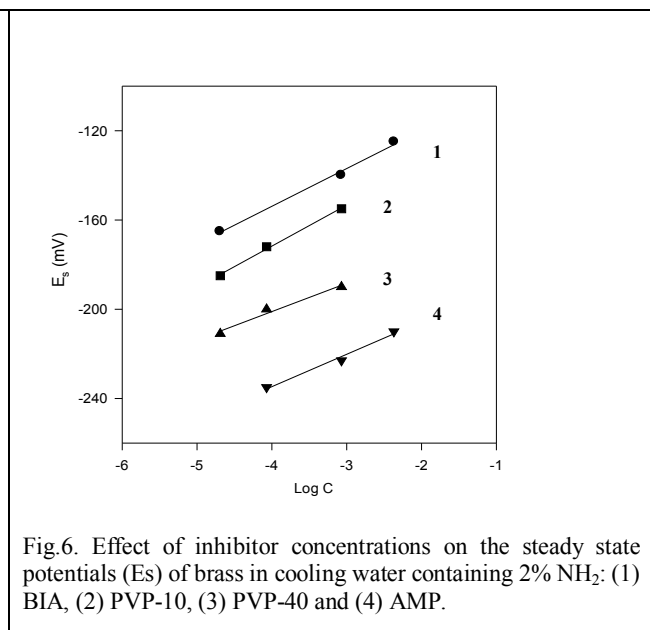 -120
-160
-200
-240
E_s (mV)
1
2
3
4
-6 -5 -4 -3 -2 -1
Log C
Fig.6. Effect of inhibitor concentrations on the steady state
potentials (Es) of brass in cooling water containing 2% NH₂: (1)
BIA, (2) PVP-10, (3) PVP-40 and (4) AMP.